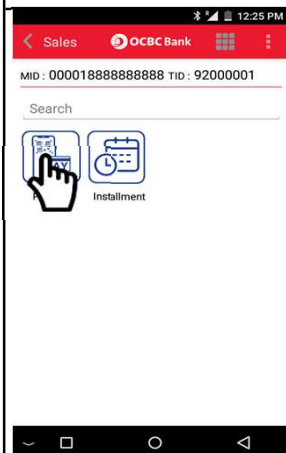 12:25 PM
Sales OCBC Bank
MID : 000018888888888 TID : 92000001
Search
Installment